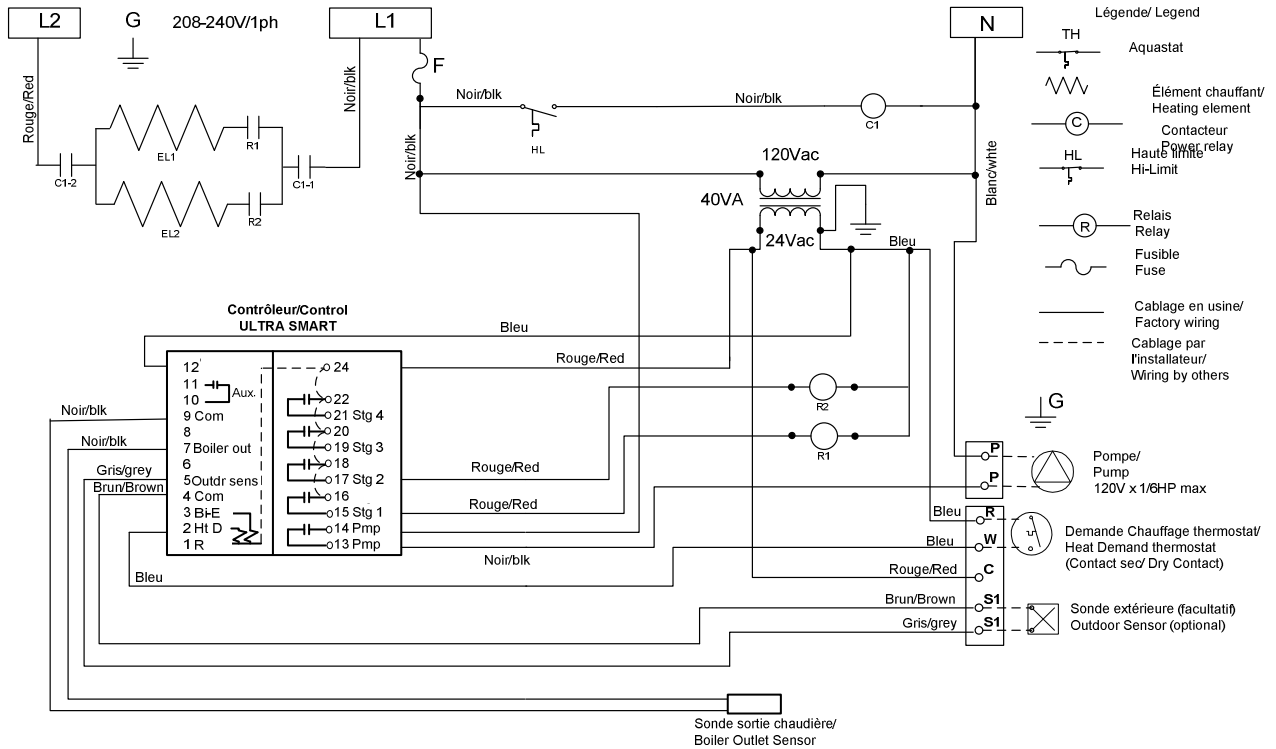 L2
G
208-240V/1ph
L1
N
Légende/ Legend
TH
Aquastat
Élément chauffant/
Heating element
C
Contacteur
Power relay
HL
Haute limite
Hi-Limit
R
Relais
Relay
Fusible
Fuse
Cablage en usine/
Factory wiring
Cablage par
l'installateur/
Wiring by others
Rouge/Red
Noir/blk
F
Noir/blk
Noir/blk
HL
C1
Noir/blk
Blanc/whte
EL1
R1
C1-2
C1-1
EL2
R2
120Vac
40VA
24Vac
Bleu
Contrôleur/Control
ULTRA SMART
Bleu
Rouge/Red
12
11
10
Aux.
9 Com
8
7 Boiler out
6
5Outdr sens
4 Com
3 Bi-E
2 Ht D
1 R
24
22
21 Stg 4
20
19 Stg 3
18
17 Stg 2
16
15 Stg 1
14 Pmp
13 Pmp
Noir/blk
Noir/blk
Gris/grey
Brun/Brown
Bleu
R2
R1
Rouge/Red
Rouge/Red
Noir/blk
G
P
P
Pompe/
Pump
120V x 1/6HP max
Bleu
R
Bleu
W
Rouge/Red
C
Brun/Brown
S1
Gris/grey
S1
Demande Chauffage thermostat/
Heat Demand thermostat
(Contact sec/ Dry Contact)
Sonde extérieure (facultatif)
Outdoor Sensor (optional)
Sonde sortie chaudière/
Boiler Outlet Sensor